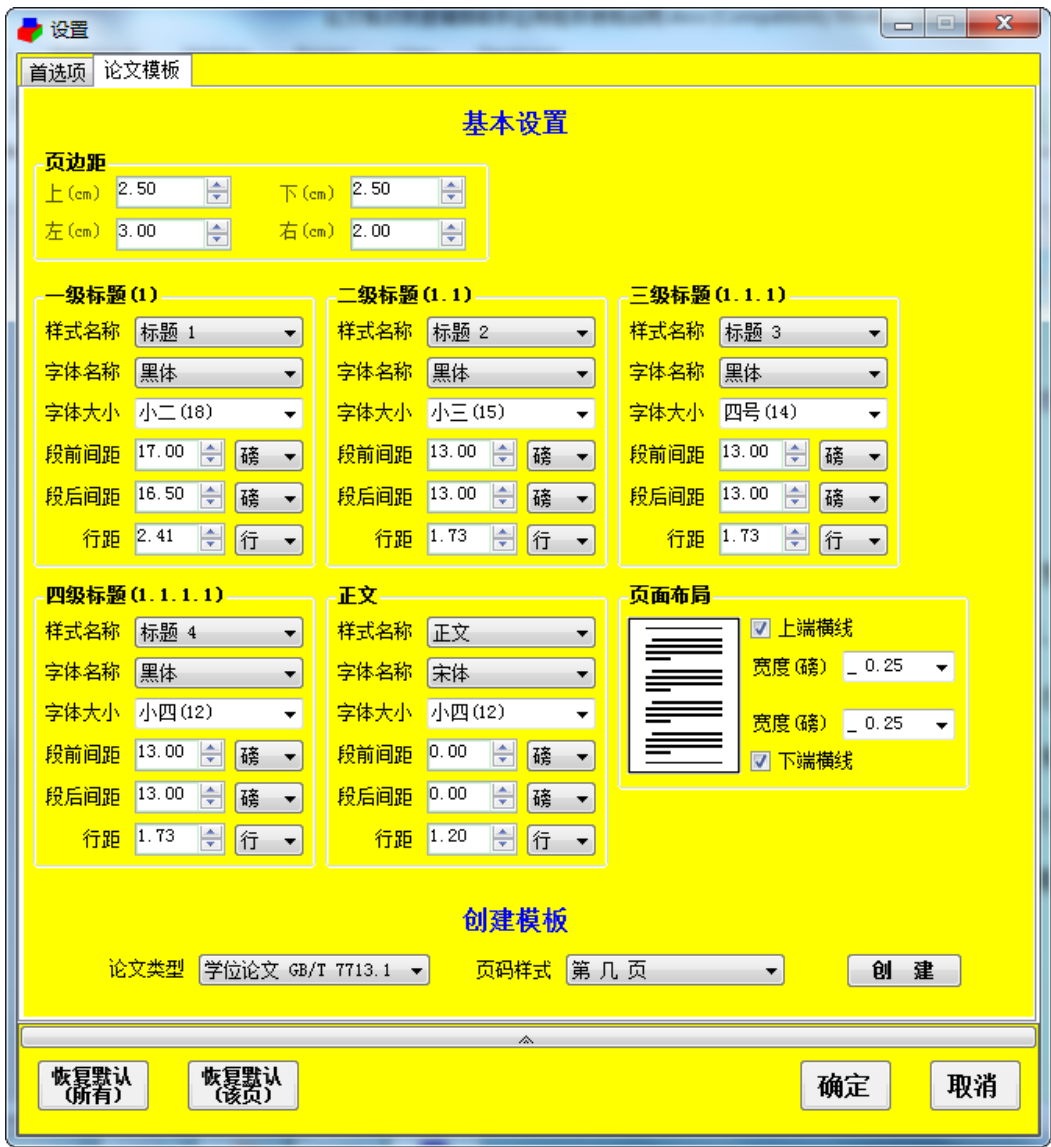 设置
首选项 论文模板
基本设置
页边距
上(cm) 2.50 下(cm) 2.50
左(cm) 3.00 右(cm) 2.00
一级标题(1) 二级标题(1.1) 三级标题(1.1.1)
样式名称 标题 1 样式名称 标题 2 样式名称 标题 3
字体名称 黑体 字体名称 黑体 字体名称 黑体
字体大小 小二(18) 字体大小 小三(15) 字体大小 四号(14)
段前间距 17.00 磅 段前间距 13.00 磅 段前间距 13.00 磅
段后间距 16.50 磅 段后间距 13.00 磅 段后间距 13.00 磅
行距 2.41 行 行距 1.73 行 行距 1.73 行
四级标题(1.1.1.1) 正文 页面布局
样式名称 标题 4 样式名称 正文 上端横线
字体名称 黑体 字体名称 宋体 宽度(磅) _ 0.25
字体大小 小四(12) 字体大小 小四(12) 宽度(磅) _ 0.25
段前间距 13.00 磅 段前间距 0.00 磅 下端横线
段后间距 13.00 磅 段后间距 0.00 磅
行距 1.73 行 行距 1.20 行
创建模板
论文类型 学位论文 GB/T 7713.1 页码样式 第 几 页 创 建
恢复默认(所有) 恢复默认(该页) 确定 取消